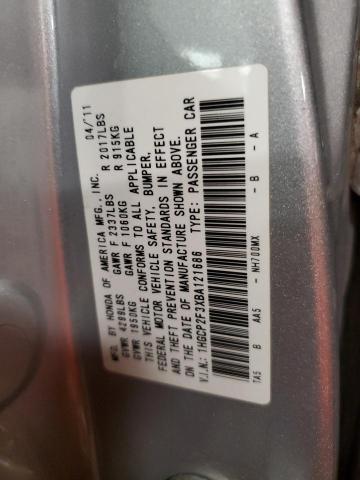 MFD. BY HONDA OF AMERICA MFG., INC. 04/11
GVWR 4299LBS GAWR F 2337LBS R 2017LBS
GVWR 1950KG GAWR F 1060KG R 915KG
THIS VEHICLE CONFORMS TO ALL APPLICABLE
FEDERAL MOTOR VEHICLE SAFETY, BUMPER,
AND THEFT PREVENTION STANDARDS IN EFFECT
ON THE DATE OF MANUFACTURE SHOWN ABOVE.
V.I.N.: 1HGCP2F3XBA121686 TYPE: PASSENGER CAR
TA5 B AA5 - NH700MX - B - A